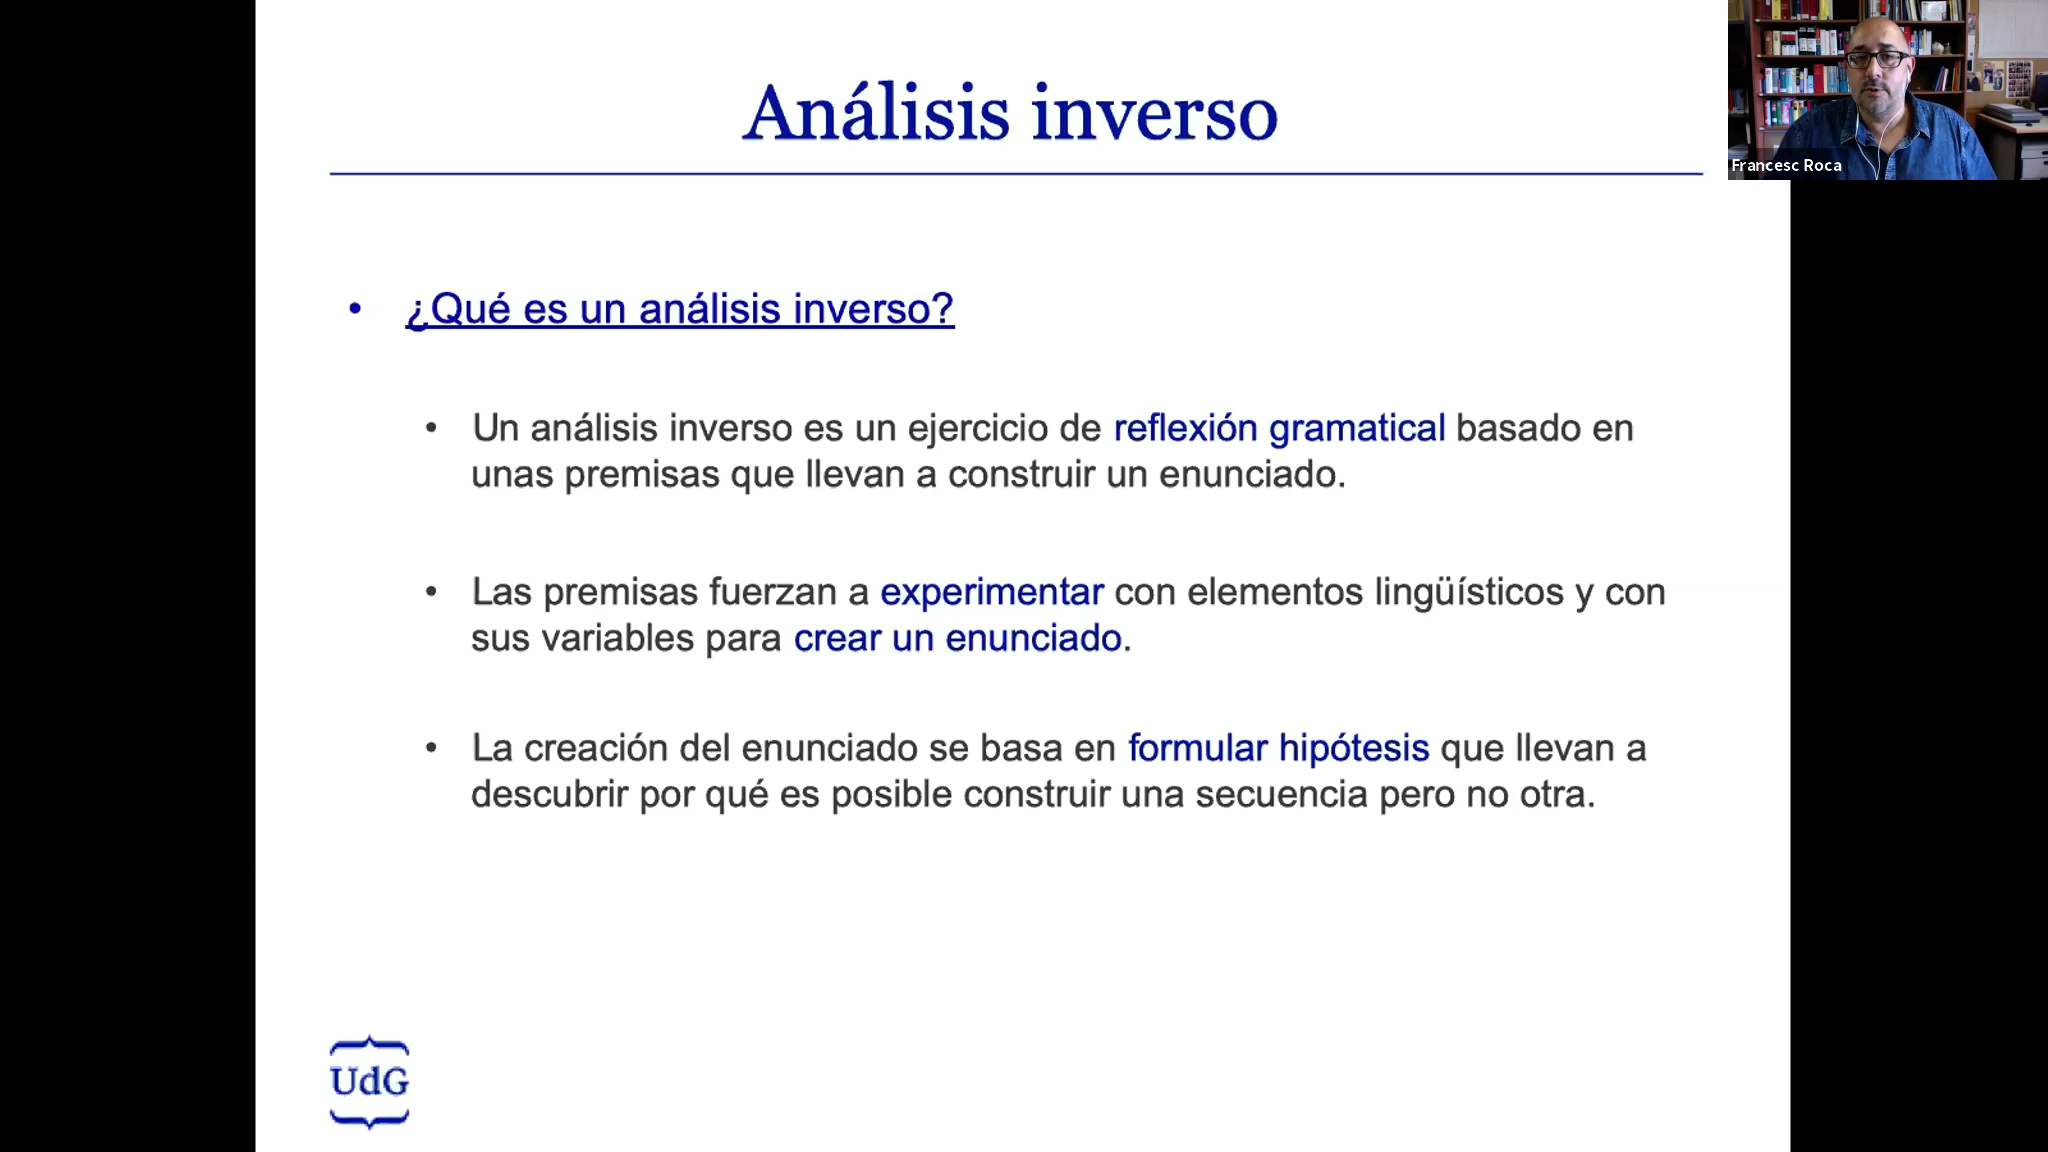 Análisis inverso
Francesc Roca
• ¿Qué es un análisis inverso?
• Un análisis inverso es un ejercicio de reflexión gramatical basado en
unas premisas que llevan a construir un enunciado.
• Las premisas fuerzan a experimentar con elementos lingüísticos y con
sus variables para crear un enunciado.
• La creación del enunciado se basa en formular hipótesis que llevan a
descubrir por qué es posible construir una secuencia pero no otra.
UdG